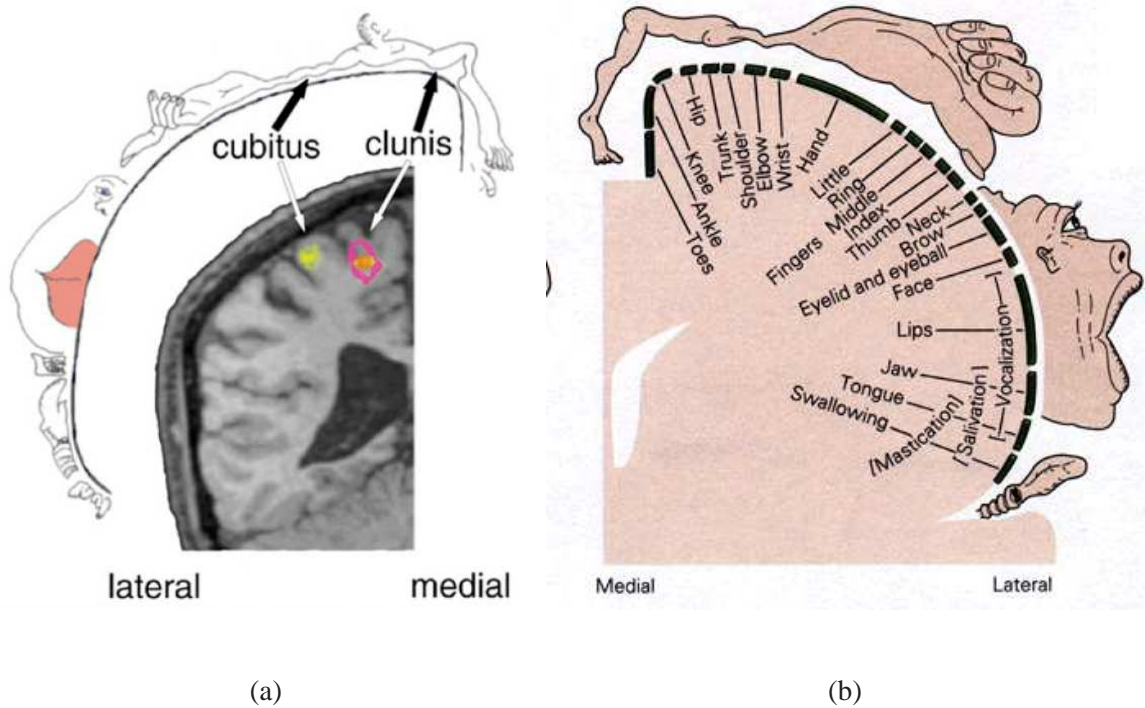 cubitus clunis
lateral medial
Hip
Trunk
Shoulder
Elbow
Wrist
Hand
Little
Ring
Middle
Index
Thumb
Fingers
Neck
Brow
Eyelid and eyeball
Face
Knee
Ankle
Toes
Lips
Jaw
Tongue
Swallowing
Vocalization
[Salivation]
[Mastication]
Medial Lateral
(a) (b)